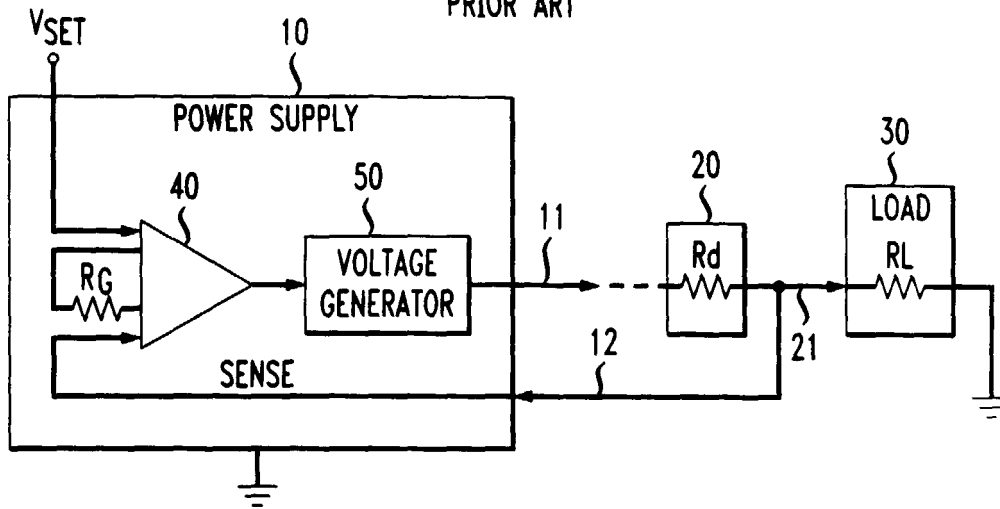 PRIOR ART
VSET
10
POWER SUPPLY
40
50
VOLTAGE
GENERATOR
RG
SENSE
11
12
20
Rd
21
30
LOAD
RL